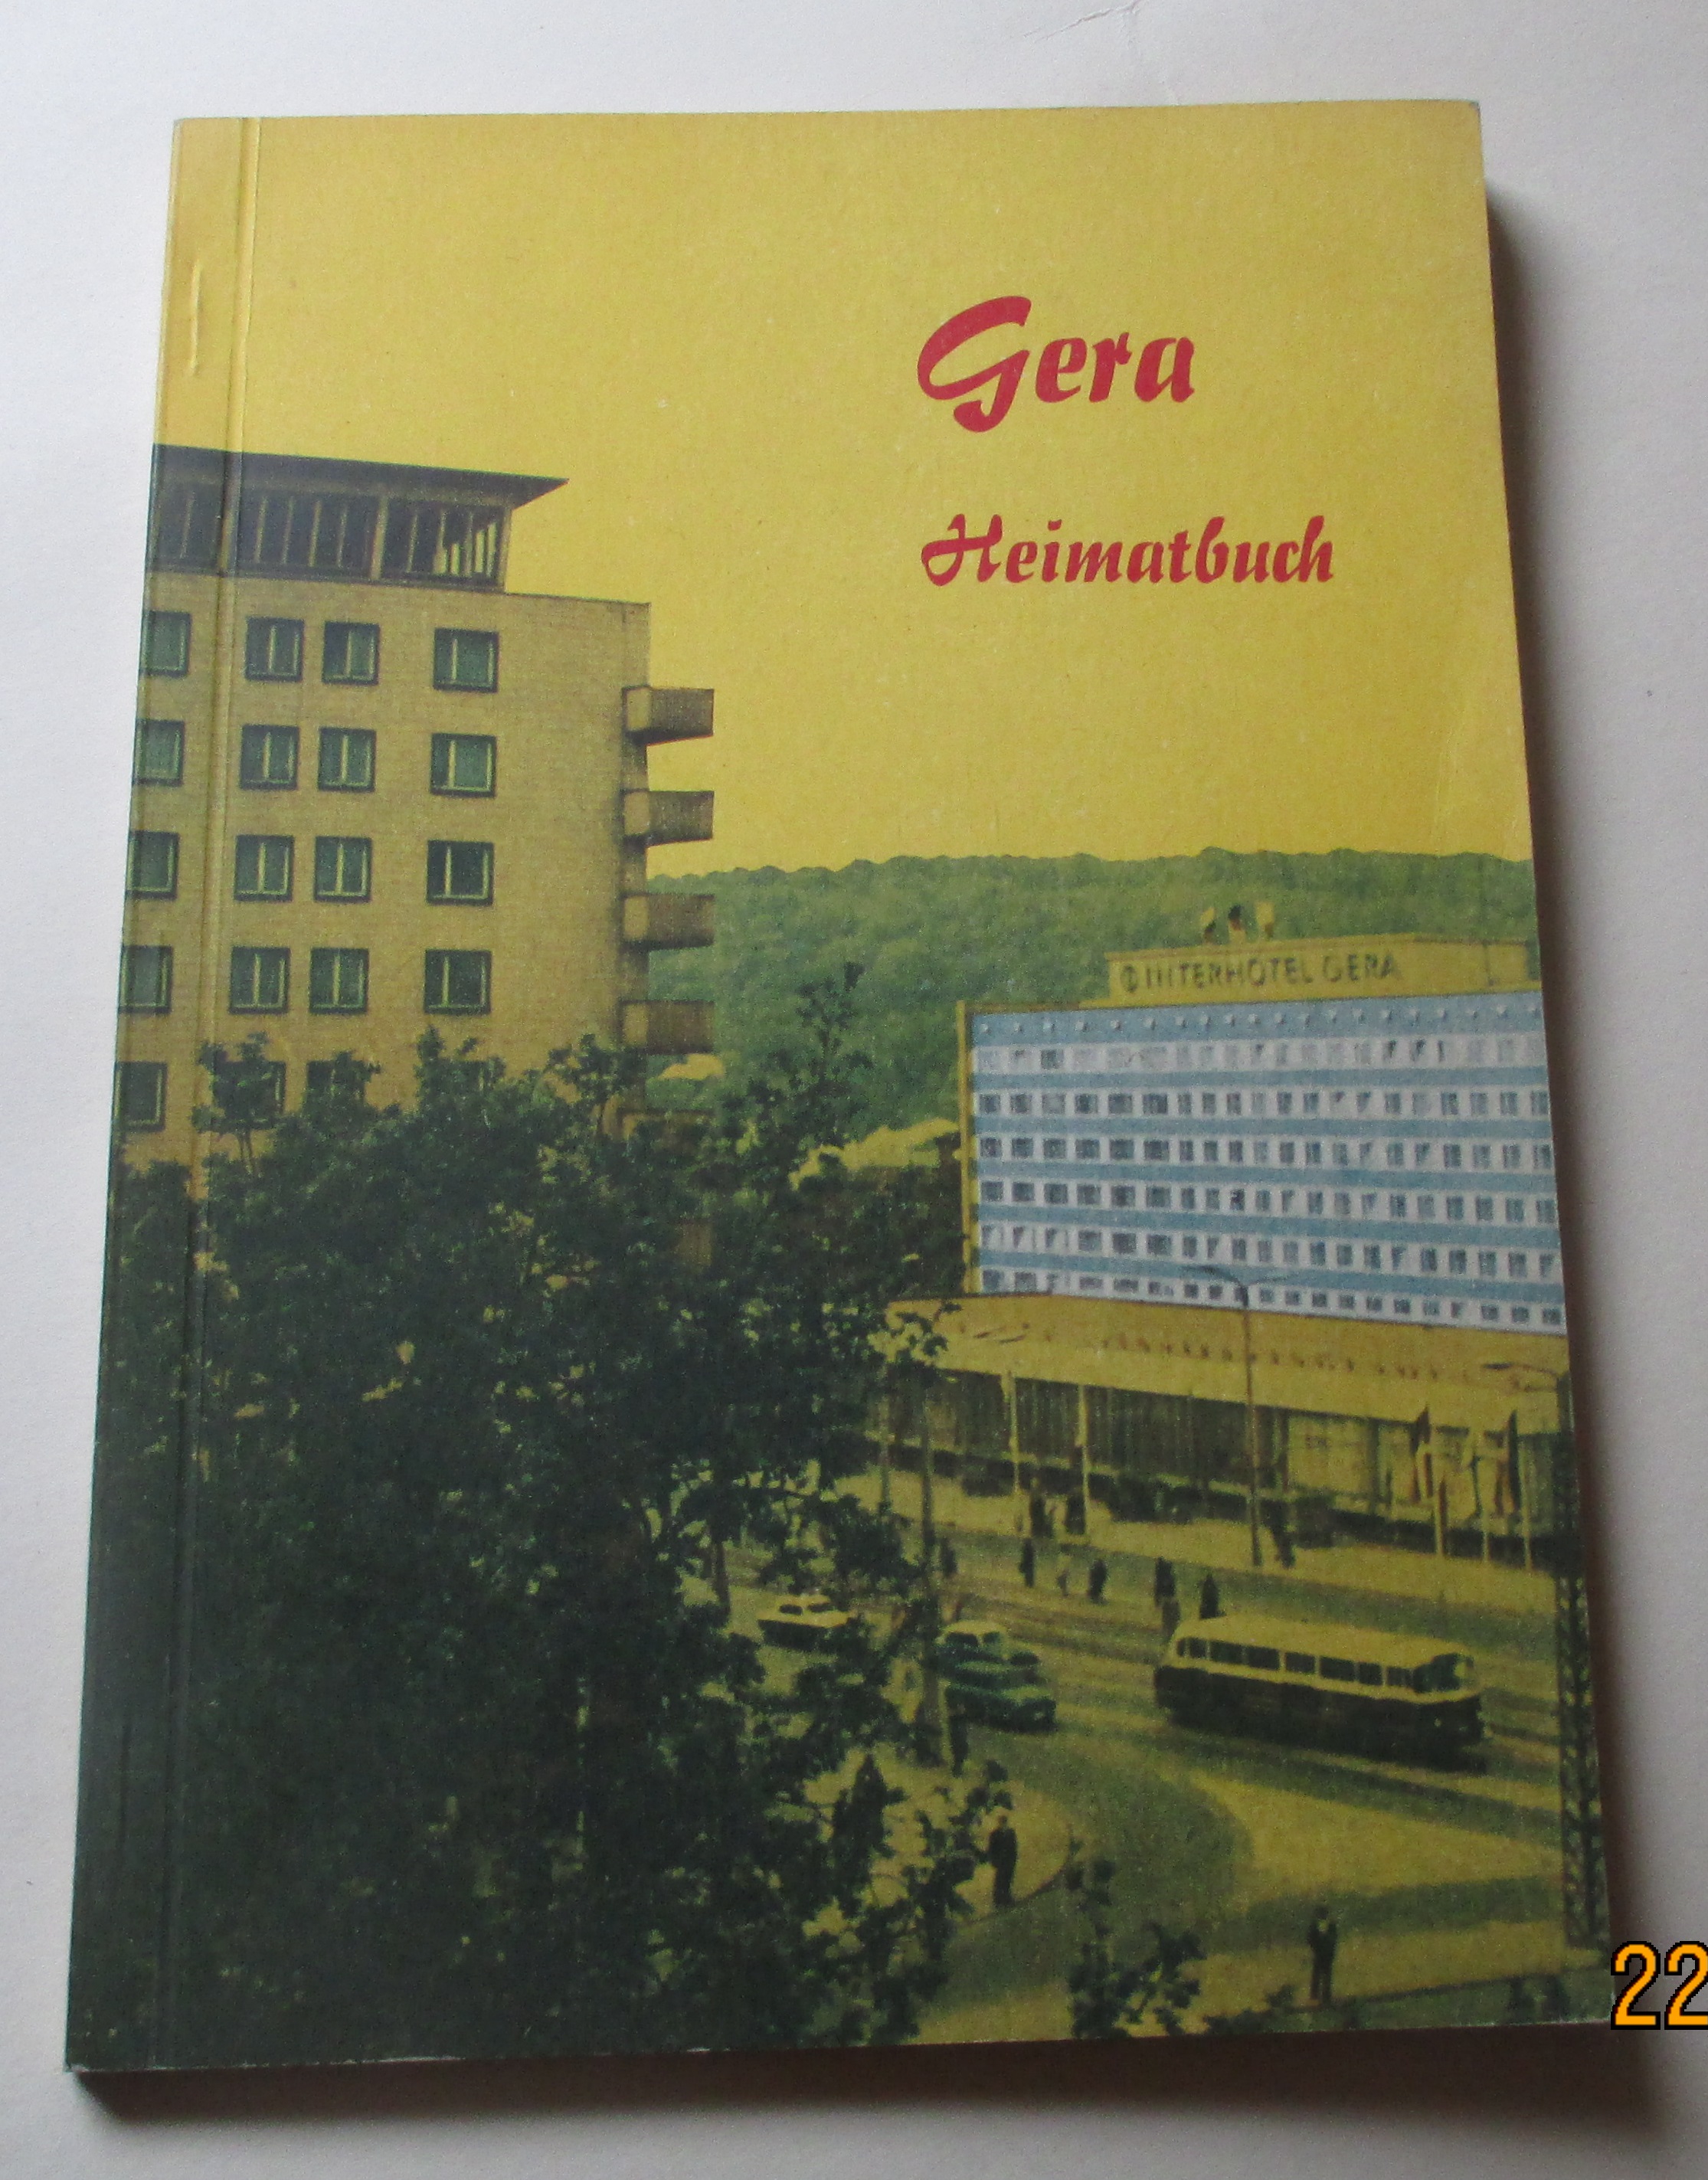 Gera
Heimatbuch
INTERHOTEL GERA
22